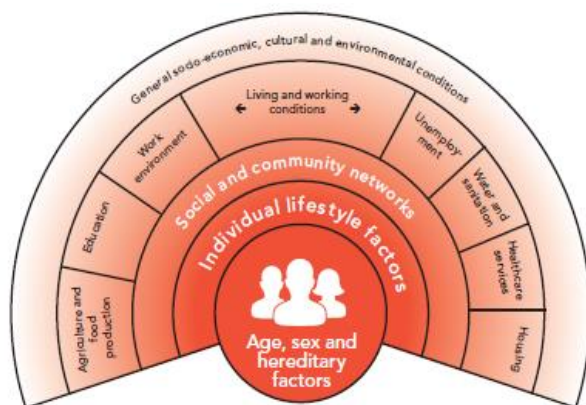 General socio-economic, cultural and environmental conditions
Living and working
conditions
Work
environment
Unemploy-
ment
Education
Water and
sanitation
Agriculture and
food
production
Healthcare
services
Housing
Social and community networks
Individual lifestyle factors
Age, sex and
hereditary
factors